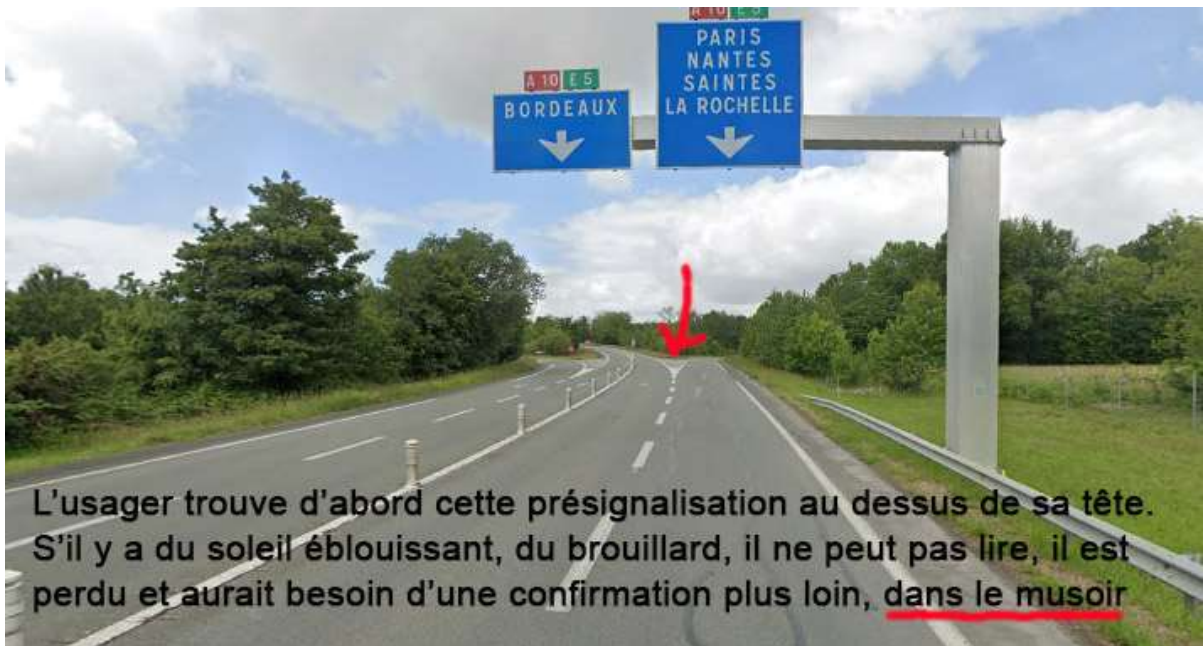 A 10 E 5
BORDEAUX
A 10 E 5
PARIS
NANTES
SAINTES
LA ROCHELLE
L'usager trouve d'abord cette présignalisation au dessus de sa tête.
S'il y a du soleil éblouissant, du brouillard, il ne peut pas lire, il est
perdu et aurait besoin d'une confirmation plus loin, dans le musoir